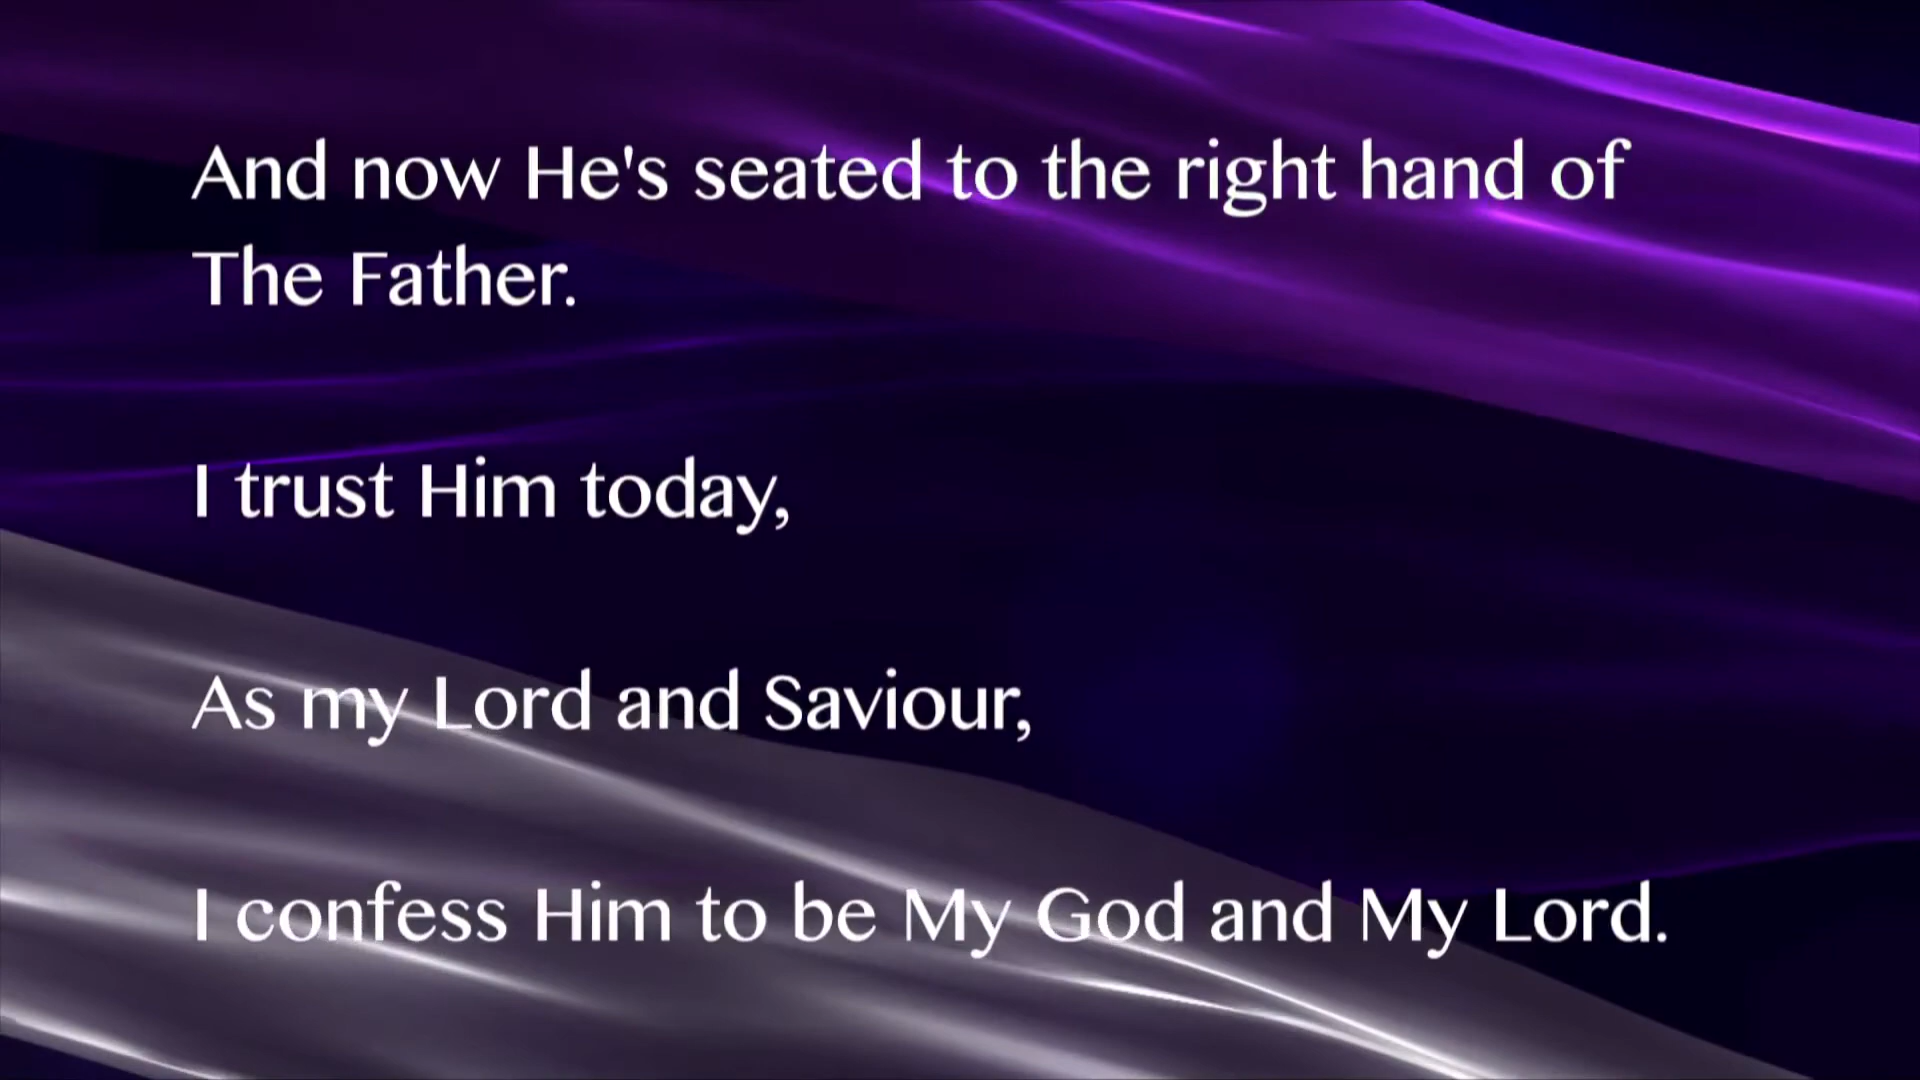 And now He's seated to the right hand of
The Father.
I trust Him today,
As my Lord and Saviour,
I confess Him to be My God and My Lord.